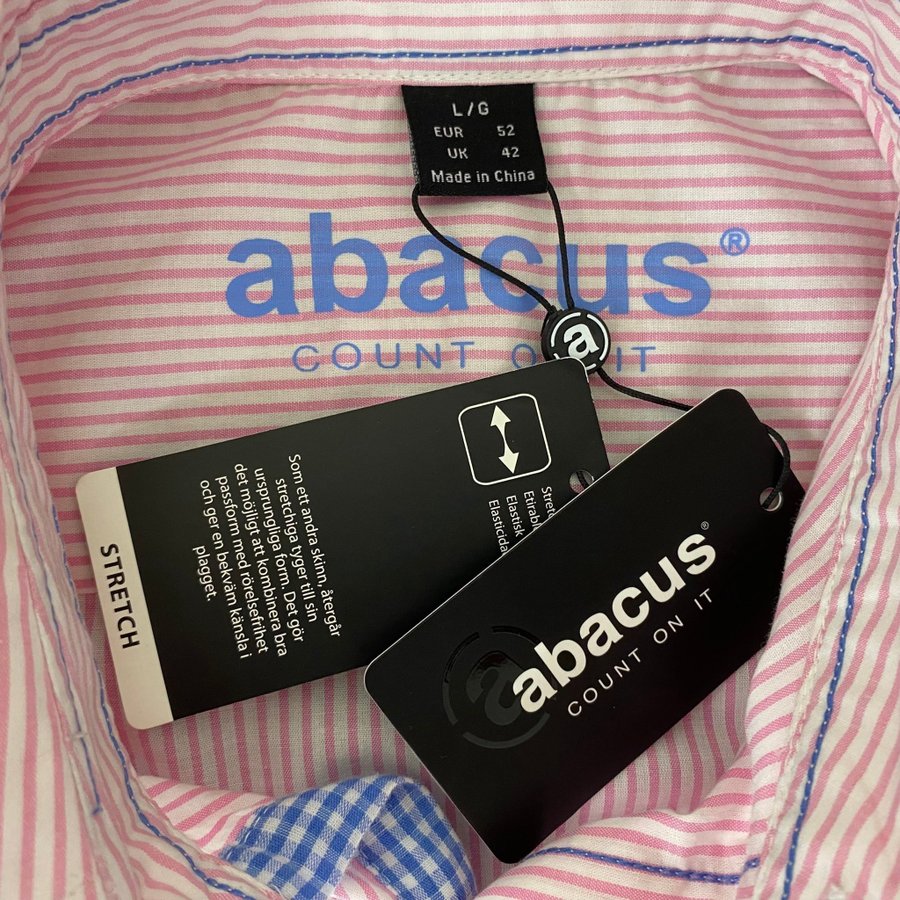 L/G
EUR 52
UK 42
Made in China
abacus®
COUNT ON IT
a
Elastisk
STRETCH
Som ett andra skinn, återgår
stretchiga tyger till sin
ursprungliga form. Det gör
det möjligt att kombinera bra
passform med rörelsefrihet
och ger en bekväm känsla i
plagget.
a
abacus®
COUNT ON IT